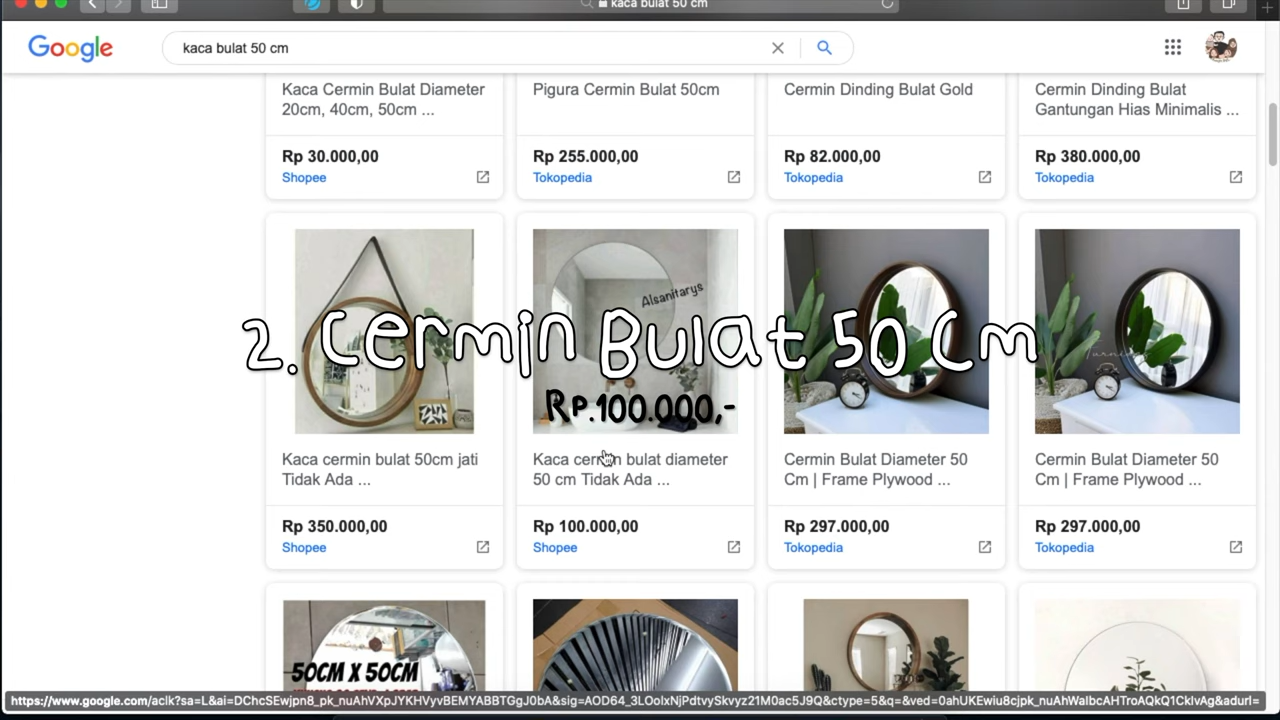 kaca bulat 50 cm
Google
kaca bulat 50 cm
Kaca Cermin Bulat Diameter
20cm, 40cm, 50cm ...
Rp 30.000,00
Shopee
Pigura Cermin Bulat 50cm
Rp 255.000,00
Tokopedia
Cermin Dinding Bulat Gold
Rp 82.000,00
Tokopedia
Cermin Dinding Bulat
Gantungan Hias Minimalis ...
Rp 380.000,00
Tokopedia
Alsanitarys
2. Cermin Bulat 50 Cm
Rp.100.000,-
Kaca cermin bulat 50cm jati
Tidak Ada ...
Rp 350.000,00
Shopee
Kaca cermin bulat diameter
50 cm Tidak Ada ...
Rp 100.000,00
Shopee
Cermin Bulat Diameter 50
Cm | Frame Plywood ...
Rp 297.000,00
Tokopedia
Cermin Bulat Diameter 50
Cm | Frame Plywood ...
Rp 297.000,00
Tokopedia
50CM X 50CM